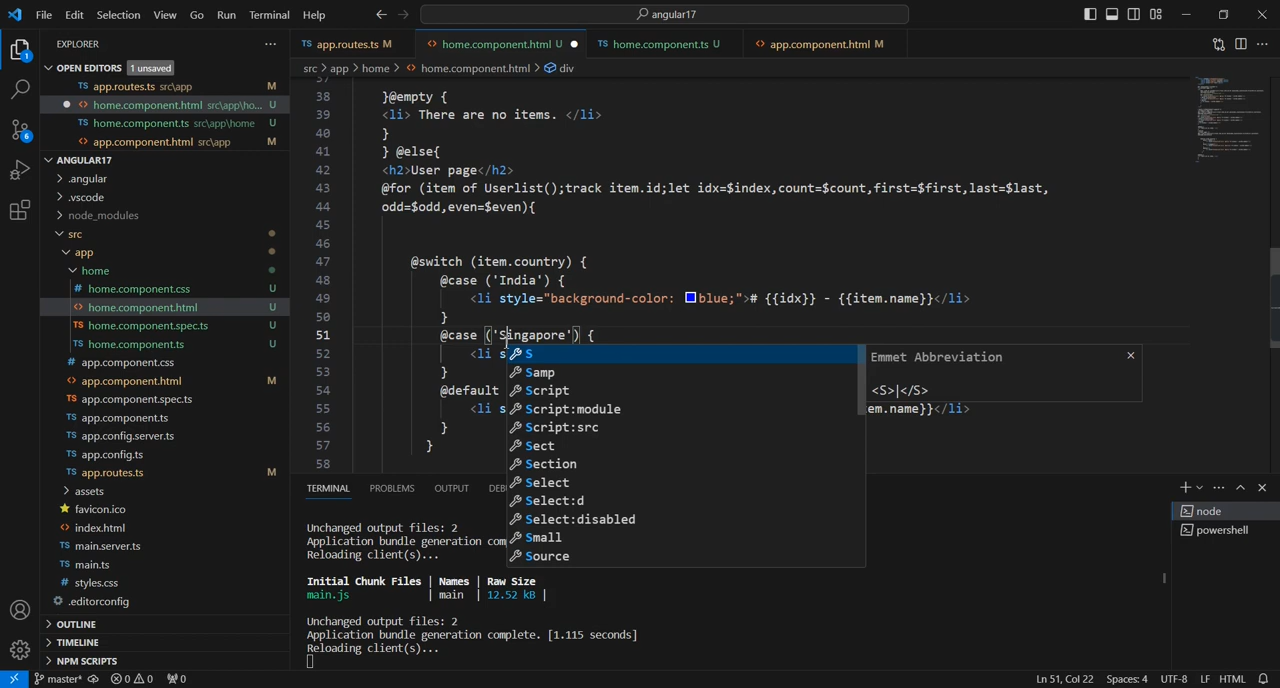 File Edit Selection View Go Run Terminal Help
angular17
EXPLORER
OPEN EDITORS 1 unsaved
TS app.routes.ts src\app M
<> home.component.html src\app\ho... U
TS home.component.ts src\app\home U
<> app.component.html src\app M
ANGULAR17
.angular
.vscode
node_modules
src
app
home
# home.component.css U
<> home.component.html U
TS home.component.spec.ts U
TS home.component.ts U
# app.component.css
<> app.component.html M
TS app.component.spec.ts
TS app.component.ts
TS app.config.server.ts
TS app.config.ts
TS app.routes.ts M
assets
favicon.ico
<> index.html
TS main.server.ts
TS main.ts
# styles.css
.editorconfig
OUTLINE
TIMELINE
NPM SCRIPTS
TS app.routes.ts M
<> home.component.html U
TS home.component.ts U
<> app.component.html M
src > app > home > <> home.component.html > div
37
38 }@empty {
39 <li> There are no items. </li>
40 }
41 } @else{
42 <h2>User page</h2>
43 @for (item of Userlist();track item.id;let idx=$index,count=$count,first=$first,last=$last,
44 odd=$odd,even=$even){
45
46
47 @switch (item.country) {
48 @case ('India') {
49 <li style="background-color: blue;"># {{idx}} - {{item.name}}</li>
50 }
51 @case ('Singapore') {
52 <li s
53 }
54 @default
55 <li s em.name}}</li>
56 }
57 }
58
S
Samp
Script
Script:module
Script:src
Sect
Section
Select
Select:d
Select:disabled
Small
Source
Emmet Abbreviation
<S>|</S>
TERMINAL PROBLEMS OUTPUT DEB
Unchanged output files: 2
Application bundle generation com
Reloading client(s)...
Initial Chunk Files | Names | Raw Size
main.js | main | 12.52 kB |
Unchanged output files: 2
Application bundle generation complete. [1.115 seconds]
Reloading client(s)...
node
powershell
1
6
master* 0 0 0 Ln 51, Col 22 Spaces: 4 UTF-8 LF HTML